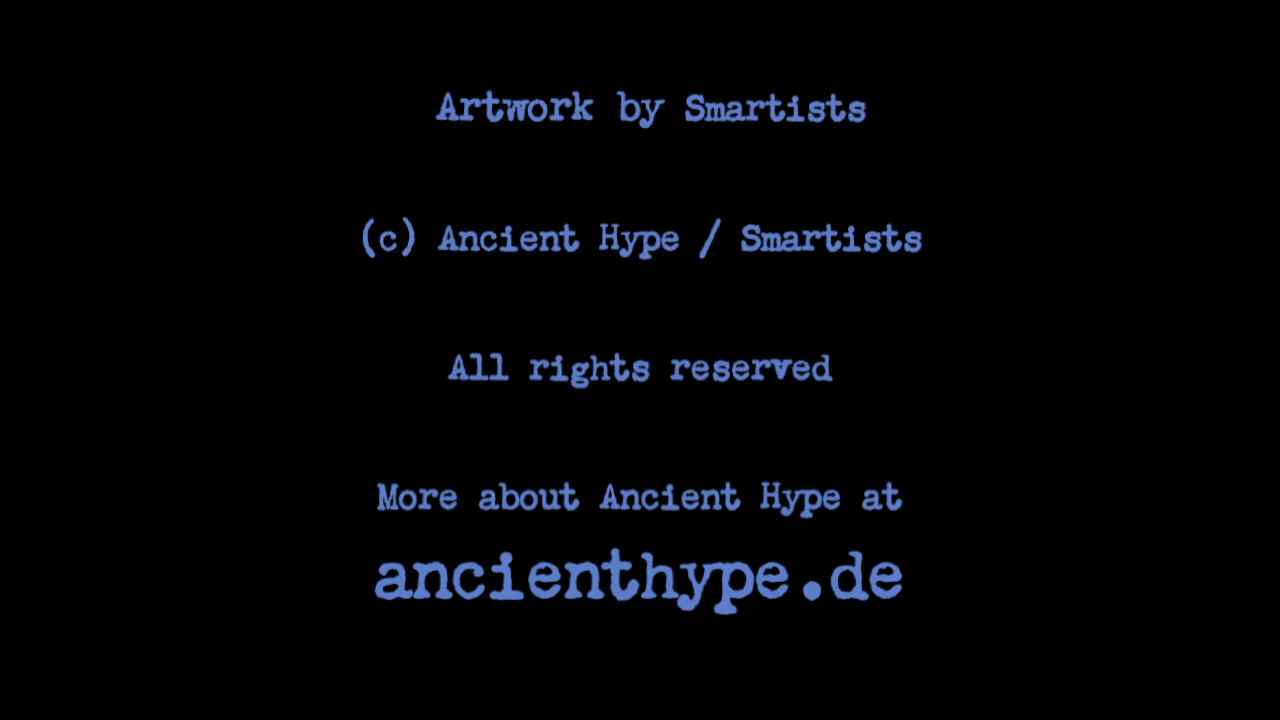 Artwork by Smartists
(c) Ancient Hype / Smartists
All rights reserved
More about Ancient Hype at
ancienthype.de